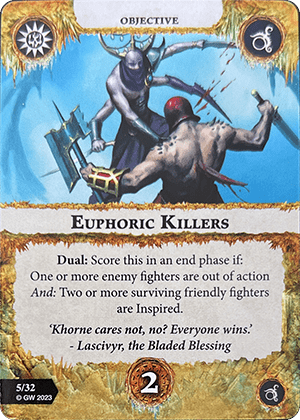 OBJECTIVE
EUPHORIC KILLERS
Dual: Score this in an end phase if:
One or more enemy fighters are out of action
And: Two or more surviving friendly fighters
are Inspired.
‘Khorne cares not, no? Everyone wins.’
- Lascivyr, the Bladed Blessing
5/32
© GW 2023
2